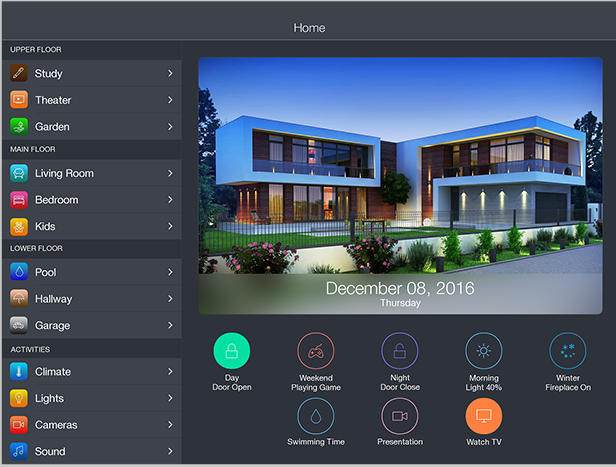 Home
UPPER FLOOR
Study
Theater
Garden
MAIN FLOOR
Living Room
Bedroom
Kids
LOWER FLOOR
Pool
Hallway
Garage
ACTIVITIES
Climate
Lights
Cameras
Sound
December 08, 2016
Thursday
Day
Door Open
Weekend
Playing Game
Night
Door Close
Morning
Light 40%
Winter
Fireplace On
Swimming Time
Presentation
Watch TV